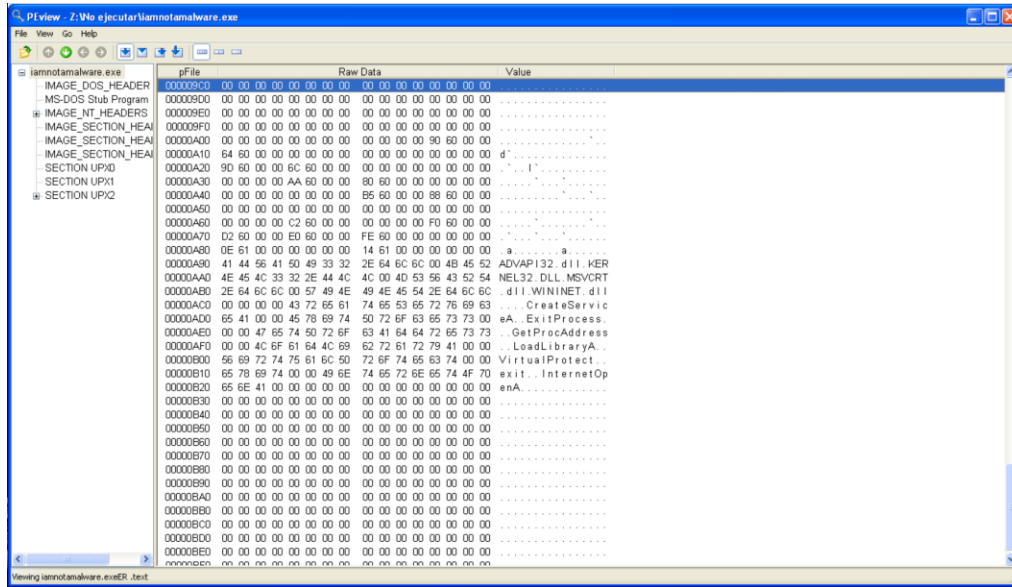 PEview - Z:\No ejecutar\iamnotamalware.exe
File View Go Help
iamnotamalware.exe
IMAGE_DOS_HEADER
MS-DOS Stub Program
IMAGE_NT_HEADERS
IMAGE_SECTION_HEA
IMAGE_SECTION_HEA
IMAGE_SECTION_HEA
SECTION UPX0
SECTION UPX1
SECTION UPX2
pFile Raw Data Value
000009C0 00 00 00 00 00 00 00 00 00 00 00 00 00 00 00 00 ................
000009D0 00 00 00 00 00 00 00 00 00 00 00 00 00 00 00 00 ................
000009E0 00 00 00 00 00 00 00 00 00 00 00 00 00 00 00 00 ................
000009F0 00 00 00 00 00 00 00 00 00 00 00 00 00 00 00 00 ................
00000A00 00 00 00 00 00 00 00 00 00 00 00 00 90 60 00 00 .............`..
00000A10 64 60 00 00 00 00 00 00 00 00 00 00 00 00 00 00 d`..............
00000A20 9D 60 00 00 6C 60 00 00 00 00 00 00 00 00 00 00 .`..l`..........
00000A30 00 00 00 00 AA 60 00 00 80 60 00 00 00 00 00 00 .....`...`......
00000A40 00 00 00 00 00 00 00 00 B5 60 00 00 88 60 00 00 .........`...`..
00000A50 00 00 00 00 00 00 00 00 00 00 00 00 00 00 00 00 ................
00000A60 00 00 00 00 C2 60 00 00 00 00 00 00 F0 60 00 00 .....`.......`..
00000A70 D2 60 00 00 E0 60 00 00 FE 60 00 00 00 00 00 00 .`...`...`......
00000A80 0E 61 00 00 00 00 00 00 14 61 00 00 00 00 00 00 .a.......a......
00000A90 41 44 56 41 50 49 33 32 2E 64 6C 6C 00 4B 45 52 ADVAPI32.dll.KER
00000AA0 4E 45 4C 33 32 2E 44 4C 4C 00 4D 53 56 43 52 54 NEL32.DLL.MSVCRT
00000AB0 2E 64 6C 6C 00 57 49 4E 49 4E 45 54 2E 64 6C 6C .dll.WININET.dll
00000AC0 00 00 00 00 43 72 65 61 74 65 53 65 72 76 69 63 ....CreateServic
00000AD0 65 41 00 00 45 78 69 74 50 72 6F 63 65 73 73 00 eA..ExitProcess.
00000AE0 00 00 47 65 74 50 72 6F 63 41 64 64 72 65 73 73 ..GetProcAddress
00000AF0 00 00 4C 6F 61 64 4C 69 62 72 61 72 79 41 00 00 ..LoadLibraryA..
00000B00 56 69 72 74 75 61 6C 50 72 6F 74 65 63 74 00 00 VirtualProtect..
00000B10 65 78 69 74 00 00 49 6E 74 65 72 6E 65 74 4F 70 exit..InternetOp
00000B20 65 6E 41 00 00 00 00 00 00 00 00 00 00 00 00 00 enA.............
00000B30 00 00 00 00 00 00 00 00 00 00 00 00 00 00 00 00 ................
00000B40 00 00 00 00 00 00 00 00 00 00 00 00 00 00 00 00 ................
00000B50 00 00 00 00 00 00 00 00 00 00 00 00 00 00 00 00 ................
00000B60 00 00 00 00 00 00 00 00 00 00 00 00 00 00 00 00 ................
00000B70 00 00 00 00 00 00 00 00 00 00 00 00 00 00 00 00 ................
00000B80 00 00 00 00 00 00 00 00 00 00 00 00 00 00 00 00 ................
00000B90 00 00 00 00 00 00 00 00 00 00 00 00 00 00 00 00 ................
00000BA0 00 00 00 00 00 00 00 00 00 00 00 00 00 00 00 00 ................
00000BB0 00 00 00 00 00 00 00 00 00 00 00 00 00 00 00 00 ................
00000BC0 00 00 00 00 00 00 00 00 00 00 00 00 00 00 00 00 ................
00000BD0 00 00 00 00 00 00 00 00 00 00 00 00 00 00 00 00 ................
00000BE0 00 00 00 00 00 00 00 00 00 00 00 00 00 00 00 00 ................
Viewing iamnotamalware.exeER .text